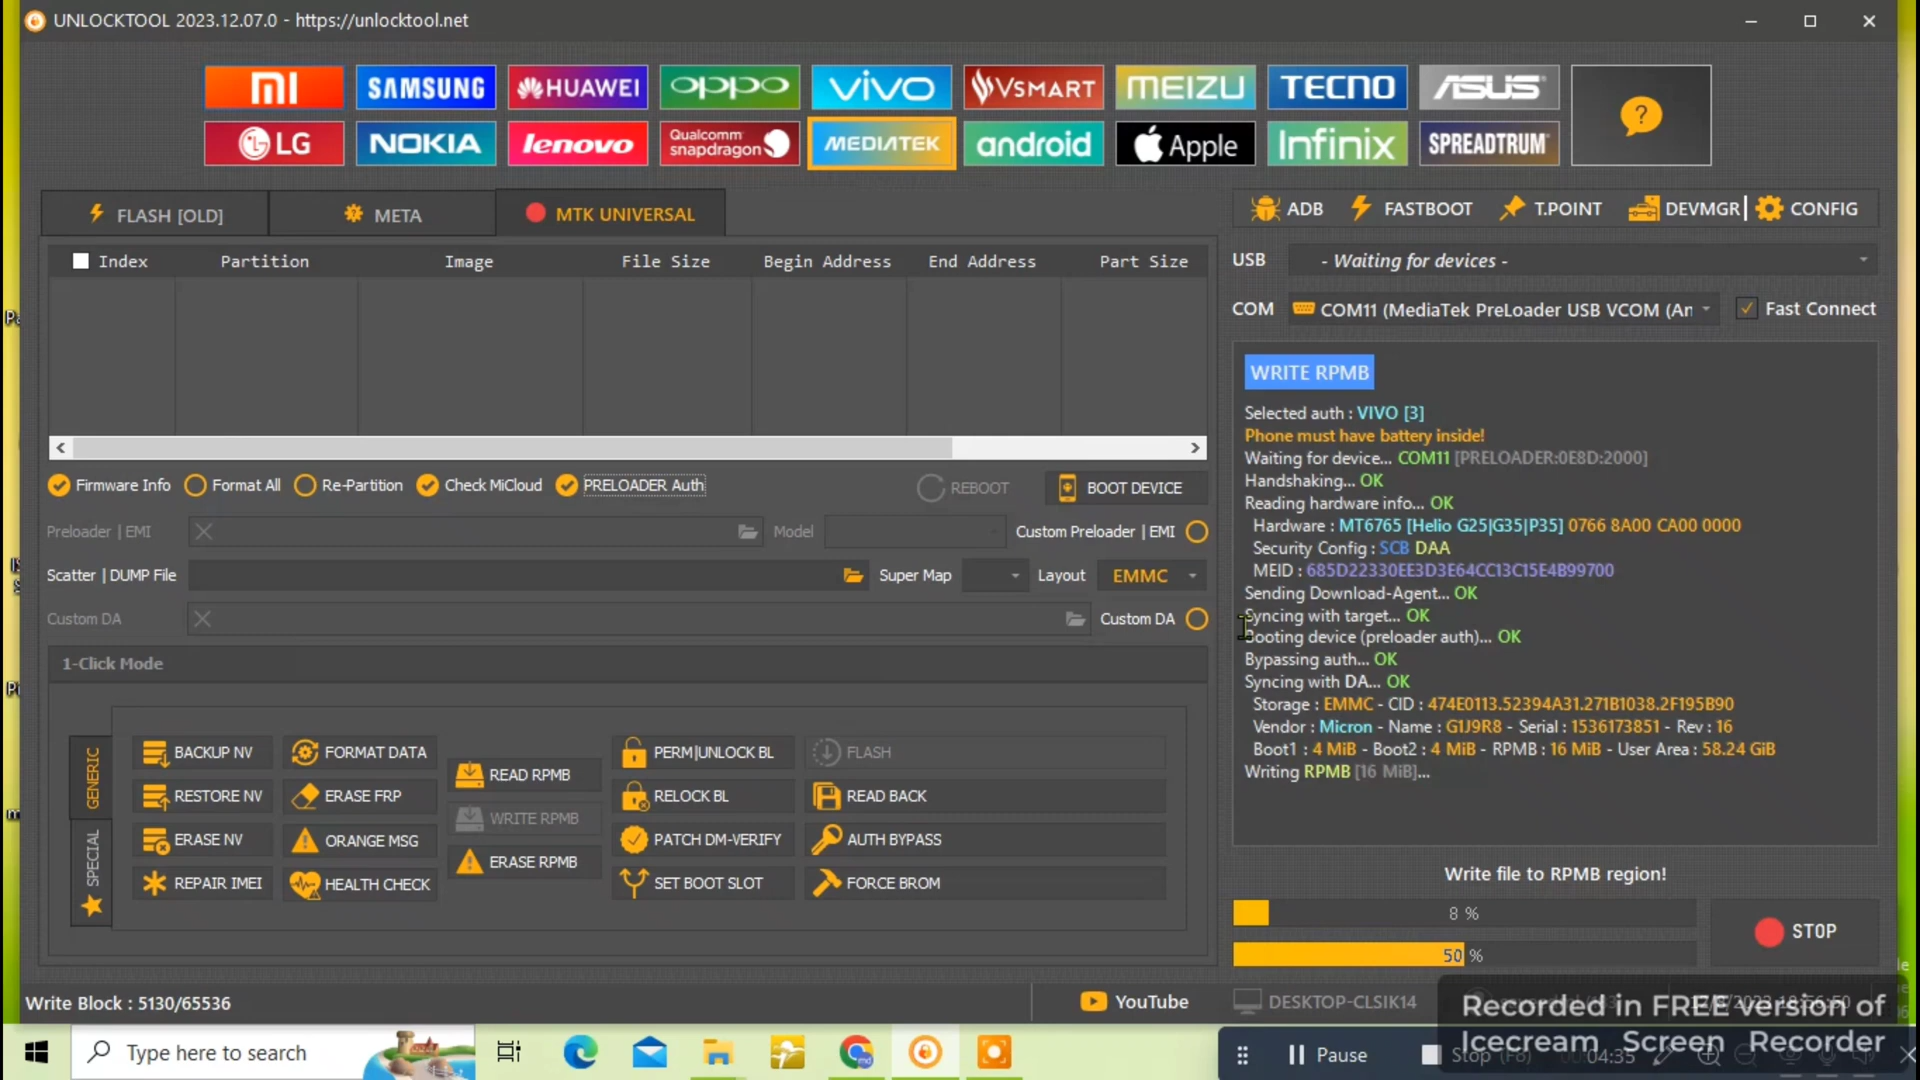 UNLOCKTOOL 2023.12.07.0 - https://unlocktool.net
mi SAMSUNG HUAWEI oppo vivo VSMART MEIZU TECNO ASUS ?
LG NOKIA lenovo Qualcomm snapdragon MEDIATEK android Apple Infinix SPREADTRUM
FLASH [OLD] META MTK UNIVERSAL
ADB FASTBOOT T.POINT DEVMGR CONFIG
Index Partition Image File Size Begin Address End Address Part Size
USB - Waiting for devices -
COM COM11 (MediaTek PreLoader USB VCOM (An Fast Connect
WRITE RPMB
Selected auth : VIVO [3]
Phone must have battery inside!
Waiting for device... COM11 [PRELOADER:0E8D:2000]
Handshaking... OK
Reading hardware info... OK
Hardware : MT6765 [Helio G25|G35|P35] 0766 8A00 CA00 0000
Security Config : SCB DAA
MEID : 685D22330EE3D3E64CC13C15E4B99700
Sending Download-Agent... OK
Syncing with target... OK
Booting device (preloader auth)... OK
Bypassing auth... OK
Syncing with DA... OK
Storage : EMMC - CID : 474E0113.52394A31.271B1038.2F195B90
Vendor : Micron - Name : G1J9R8 - Serial : 1536173851 - Rev : 16
Boot1 : 4 MiB - Boot2 : 4 MiB - RPMB : 16 MiB - User Area : 58.24 GiB
Writing RPMB [16 MiB]...
Firmware Info Format All Re-Partition Check MiCloud PRELOADER Auth REBOOT BOOT DEVICE
Preloader | EMI Model Custom Preloader | EMI
Scatter | DUMP File Super Map Layout EMMC
Custom DA Custom DA
1-Click Mode
GENERIC
SPECIAL
BACKUP NV FORMAT DATA READ RPMB PERM|UNLOCK BL FLASH
RESTORE NV ERASE FRP WRITE RPMB RELOCK BL READ BACK
ERASE NV ORANGE MSG ERASE RPMB PATCH DM-VERIFY AUTH BYPASS
REPAIR IMEI HEALTH CHECK SET BOOT SLOT FORCE BROM
Write file to RPMB region!
8 %
50 %
STOP
Write Block : 5130/65536 YouTube DESKTOP-CLSIK14
Recorded in FREE version of
Icecream Screen Recorder
Type here to search
Pause Stop (F8) 04:35